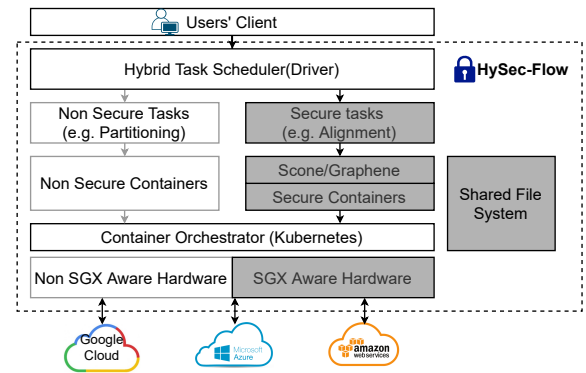 Users' Client
Hybrid Task Scheduler(Driver)
HySec-Flow
Non Secure Tasks
(e.g. Partitioning)
Secure tasks
(e.g. Alignment)
Non Secure Containers
Scone/Graphene
Secure Containers
Shared File
System
Container Orchestrator (Kubernetes)
Non SGX Aware Hardware
SGX Aware Hardware
Google
Cloud
Microsoft
Azure
amazon
webservices